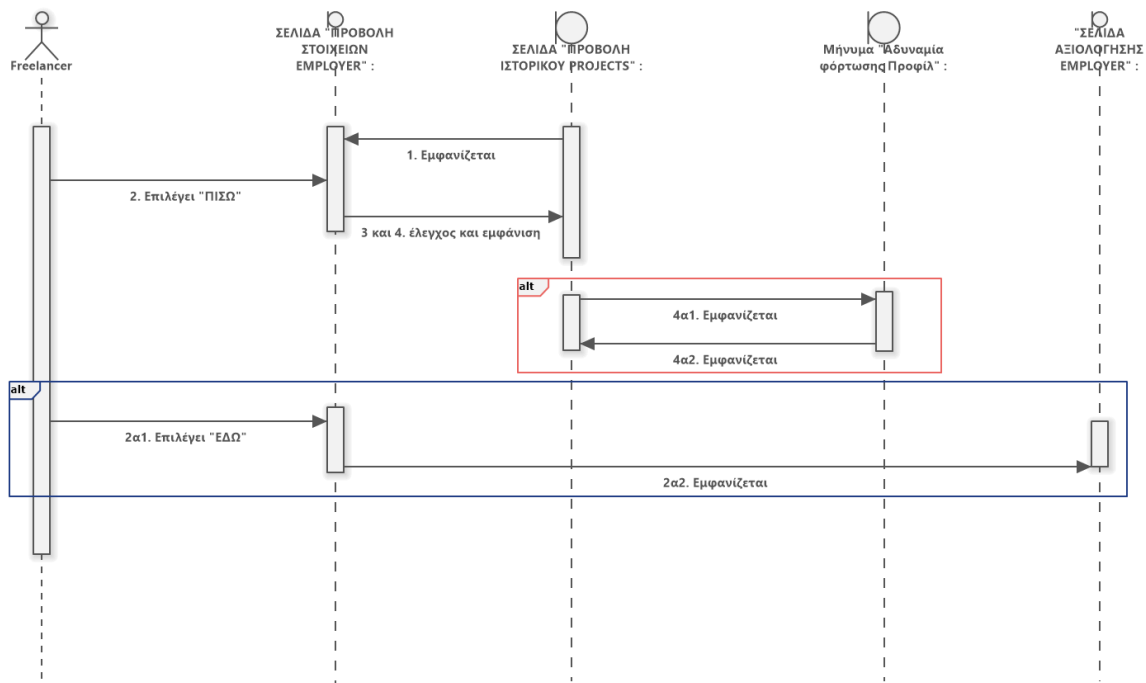 Freelancer
ΣΕΛΙΔΑ "ΠΡΟΒΟΛΗ
ΣΤΟΙΧΕΙΩΝ
EMPLOYER" :
ΣΕΛΙΔΑ "ΠΡΟΒΟΛΗ
ΙΣΤΟΡΙΚΟΥ PROJECTS" :
Μήνυμα "Αδυναμία
φόρτωσης Προφίλ" :
"ΣΕΛΙΔΑ
ΑΞΙΟΛΟΓΗΣΗΣ
EMPLOYER" :
1. Εμφανίζεται
2. Επιλέγει "ΠΙΣΩ"
3 και 4. έλεγχος και εμφάνιση
alt
4α1. Εμφανίζεται
4α2. Εμφανίζεται
alt
2α1. Επιλέγει "ΕΔΩ"
2α2. Εμφανίζεται